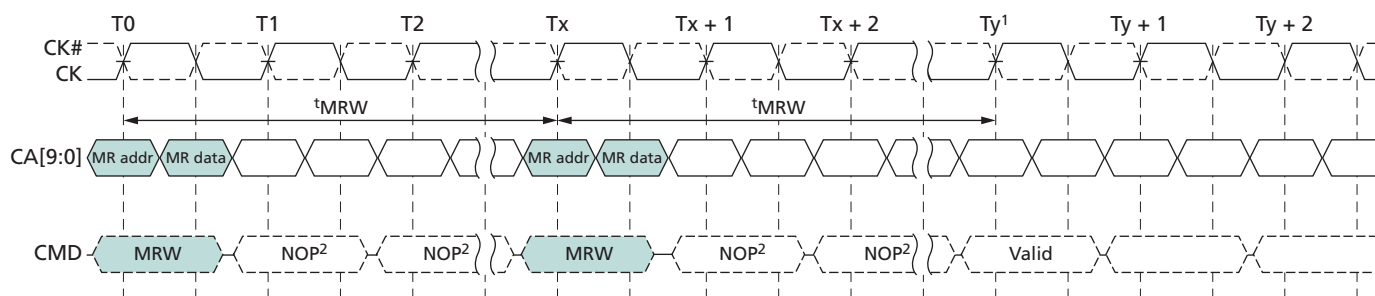 T0 T1 T2 Tx Tx + 1 Tx + 2 Ty¹ Ty + 1 Ty + 2
CK#
CK
ᵗMRW ᵗMRW
CA[9:0] MR addr MR data MR addr MR data
CMD MRW NOP² NOP² MRW NOP² NOP² Valid